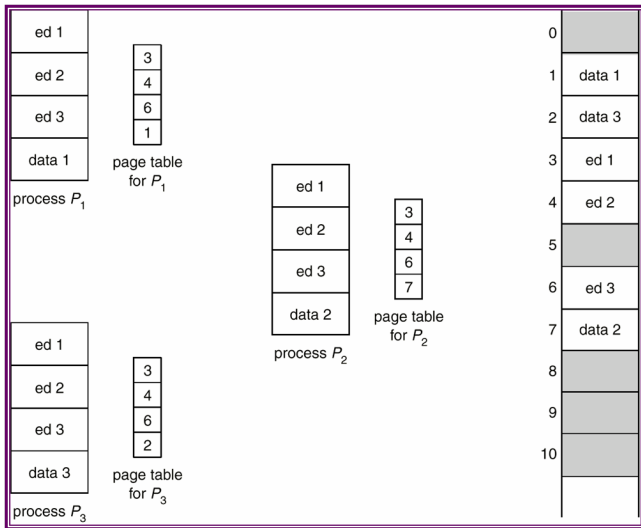 ed 1
ed 2
ed 3
data 1
process P1
3
4
6
1
page table
for P1
ed 1
ed 2
ed 3
data 2
process P2
3
4
6
7
page table
for P2
ed 1
ed 2
ed 3
data 3
process P3
3
4
6
2
page table
for P3
0
1 data 1
2 data 3
3 ed 1
4 ed 2
5
6 ed 3
7 data 2
8
9
10